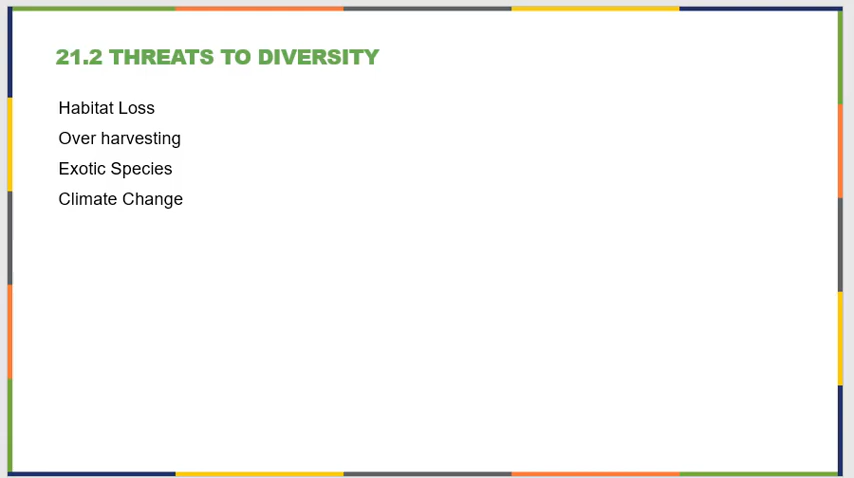 21.2 THREATS TO DIVERSITY
Habitat Loss
Over harvesting
Exotic Species
Climate Change